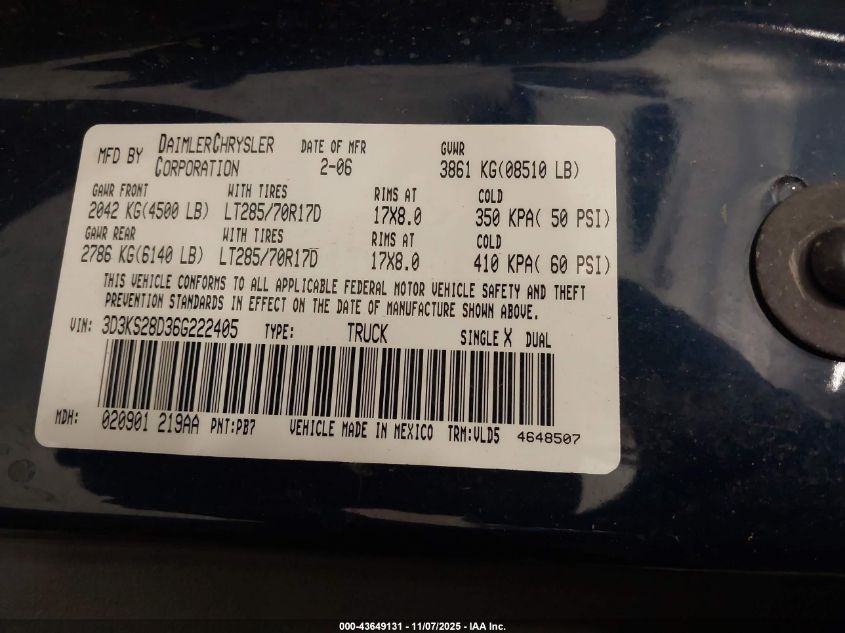 MFD BY DAIMLERCHRYSLER CORPORATION DATE OF MFR 2-06 GVWR 3861 KG(08510 LB)
GAWR FRONT WITH TIRES RIMS AT COLD
2042 KG(4500 LB) LT285/70R17D 17X8.0 350 KPA( 50 PSI)
GAWR REAR WITH TIRES RIMS AT COLD
2786 KG(6140 LB) LT285/70R17D 17X8.0 410 KPA( 60 PSI)
THIS VEHICLE CONFORMS TO ALL APPLICABLE FEDERAL MOTOR VEHICLE SAFETY AND THEFT
PREVENTION STANDARDS IN EFFECT ON THE DATE OF MANUFACTURE SHOWN ABOVE.
VIN: 3D3KS28D36G222405 TYPE: TRUCK SINGLE X DUAL
MDH: 020901 219AA PNT:PB7 VEHICLE MADE IN MEXICO TRM:VLD5 4648507
000-43649131 - 11/07/2025 - IAA Inc.